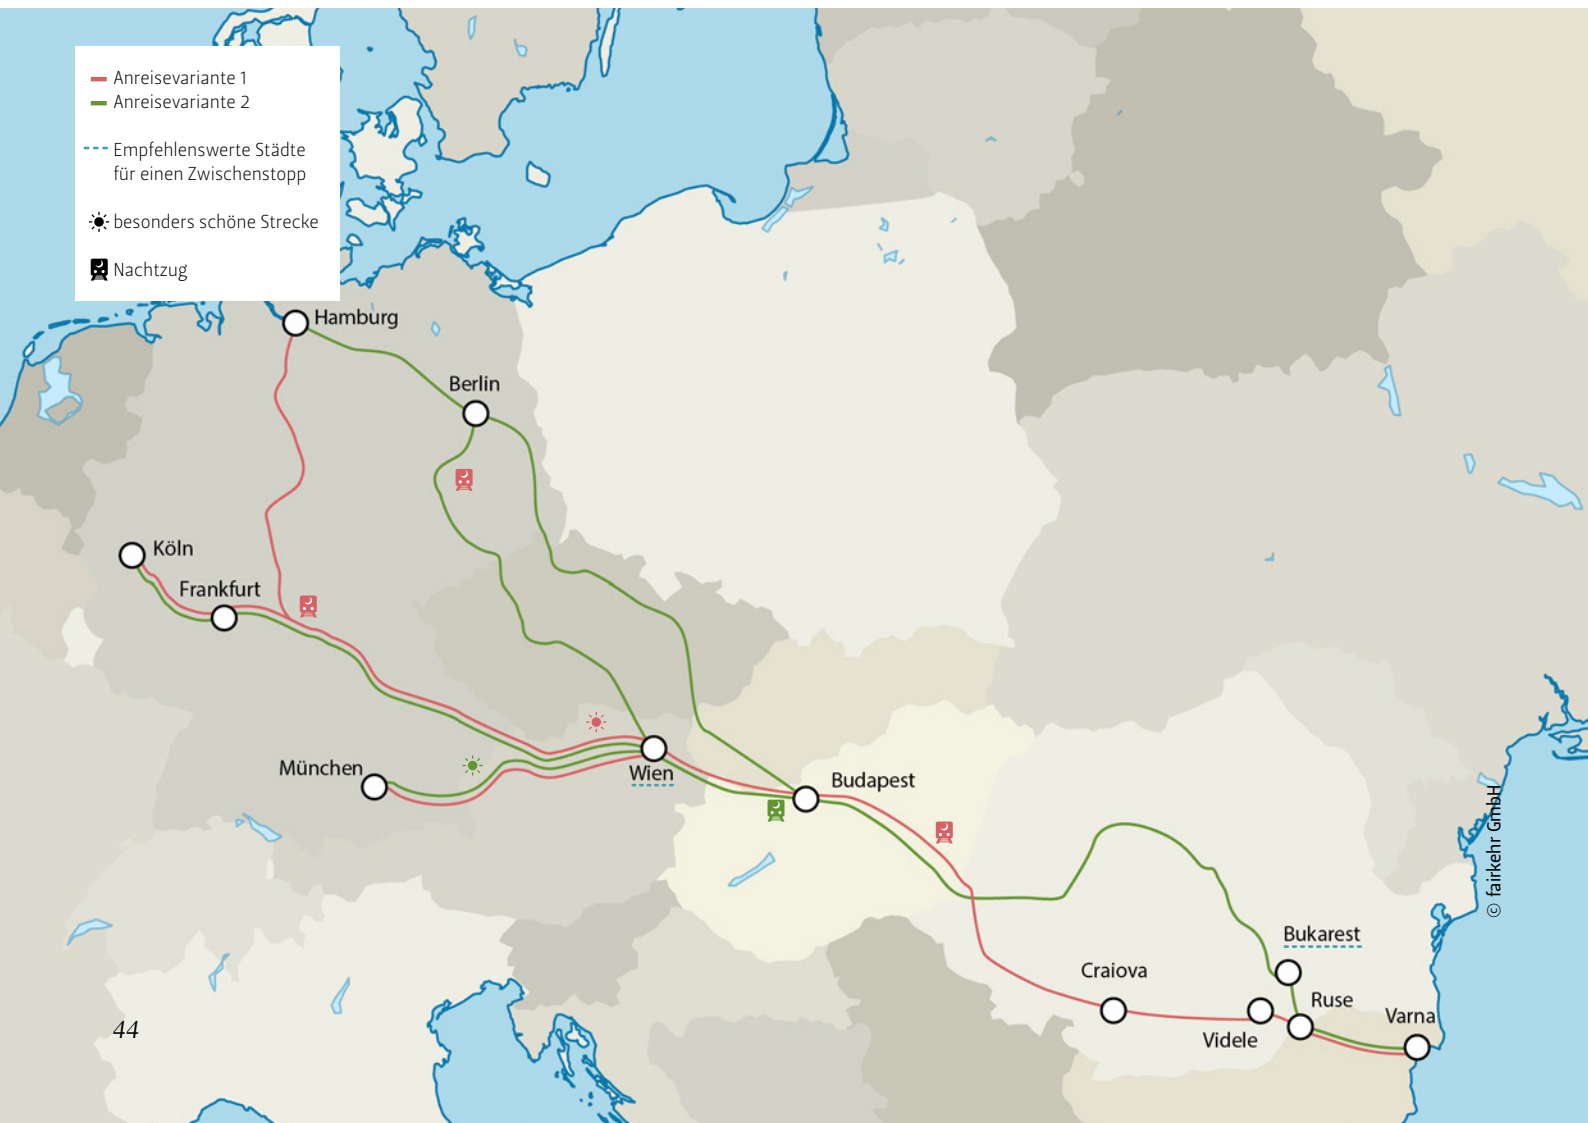 Anreisevariante 1
Anreisevariante 2
Empfehlenswerte Städte
für einen Zwischenstopp
besonders schöne Strecke
Nachtzug
Hamburg
Berlin
Köln
Frankfurt
München
Wien
Budapest
© fairkehr GmbH
Bukarest
Craiova
Ruse
Varna
Videle
44